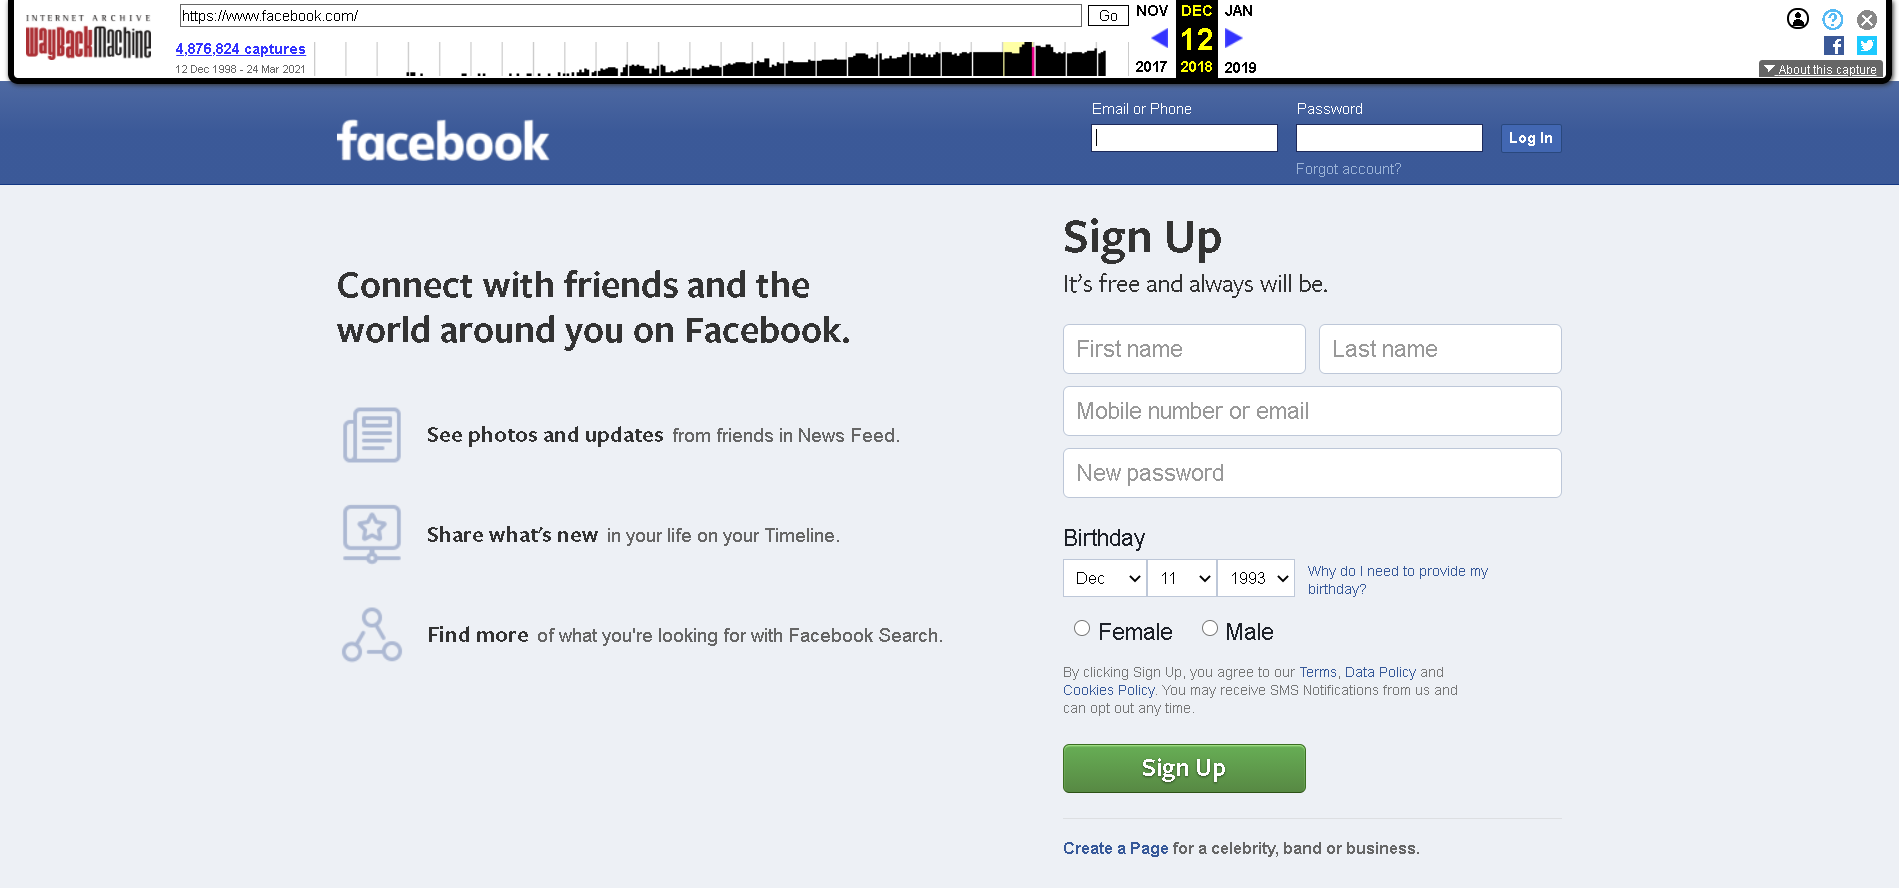 INTERNET ARCHIVE
WayBackMachine
https://www.facebook.com/
Go
4,876,824 captures
12 Dec 1998 - 24 Mar 2021
NOV DEC JAN
12
2017 2018 2019
About this capture
facebook
Email or Phone
Password
Log In
Forgot account?
Connect with friends and the
world around you on Facebook.
See photos and updates from friends in News Feed.
Share what's new in your life on your Timeline.
Find more of what you're looking for with Facebook Search.
Sign Up
It's free and always will be.
First name
Last name
Mobile number or email
New password
Birthday
Dec 11 1993
Why do I need to provide my
birthday?
Female Male
By clicking Sign Up, you agree to our Terms, Data Policy and
Cookies Policy. You may receive SMS Notifications from us and
can opt out any time.
Sign Up
Create a Page for a celebrity, band or business.